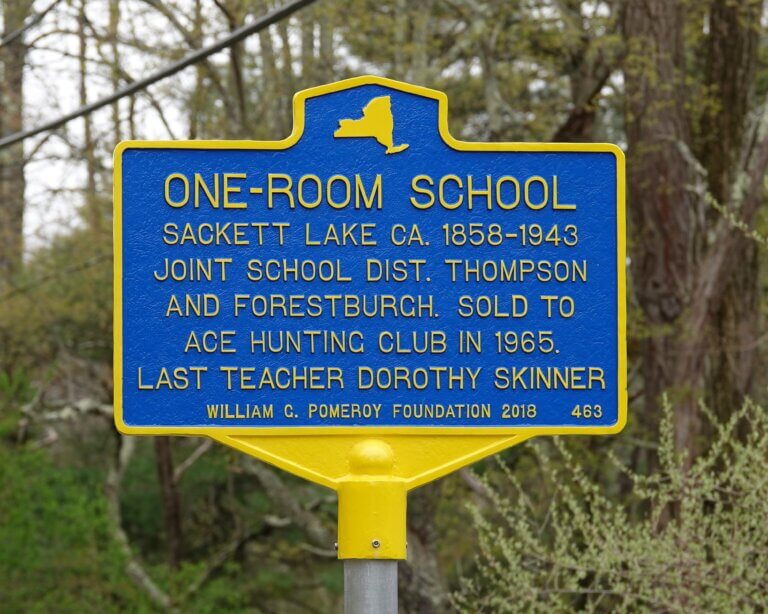 ONE-ROOM SCHOOL
SACKETT LAKE CA. 1858-1943
JOINT SCHOOL DIST. THOMPSON
AND FORESTBURGH. SOLD TO
ACE HUNTING CLUB IN 1965.
LAST TEACHER DOROTHY SKINNER
WILLIAM G. POMEROY FOUNDATION 2018 463